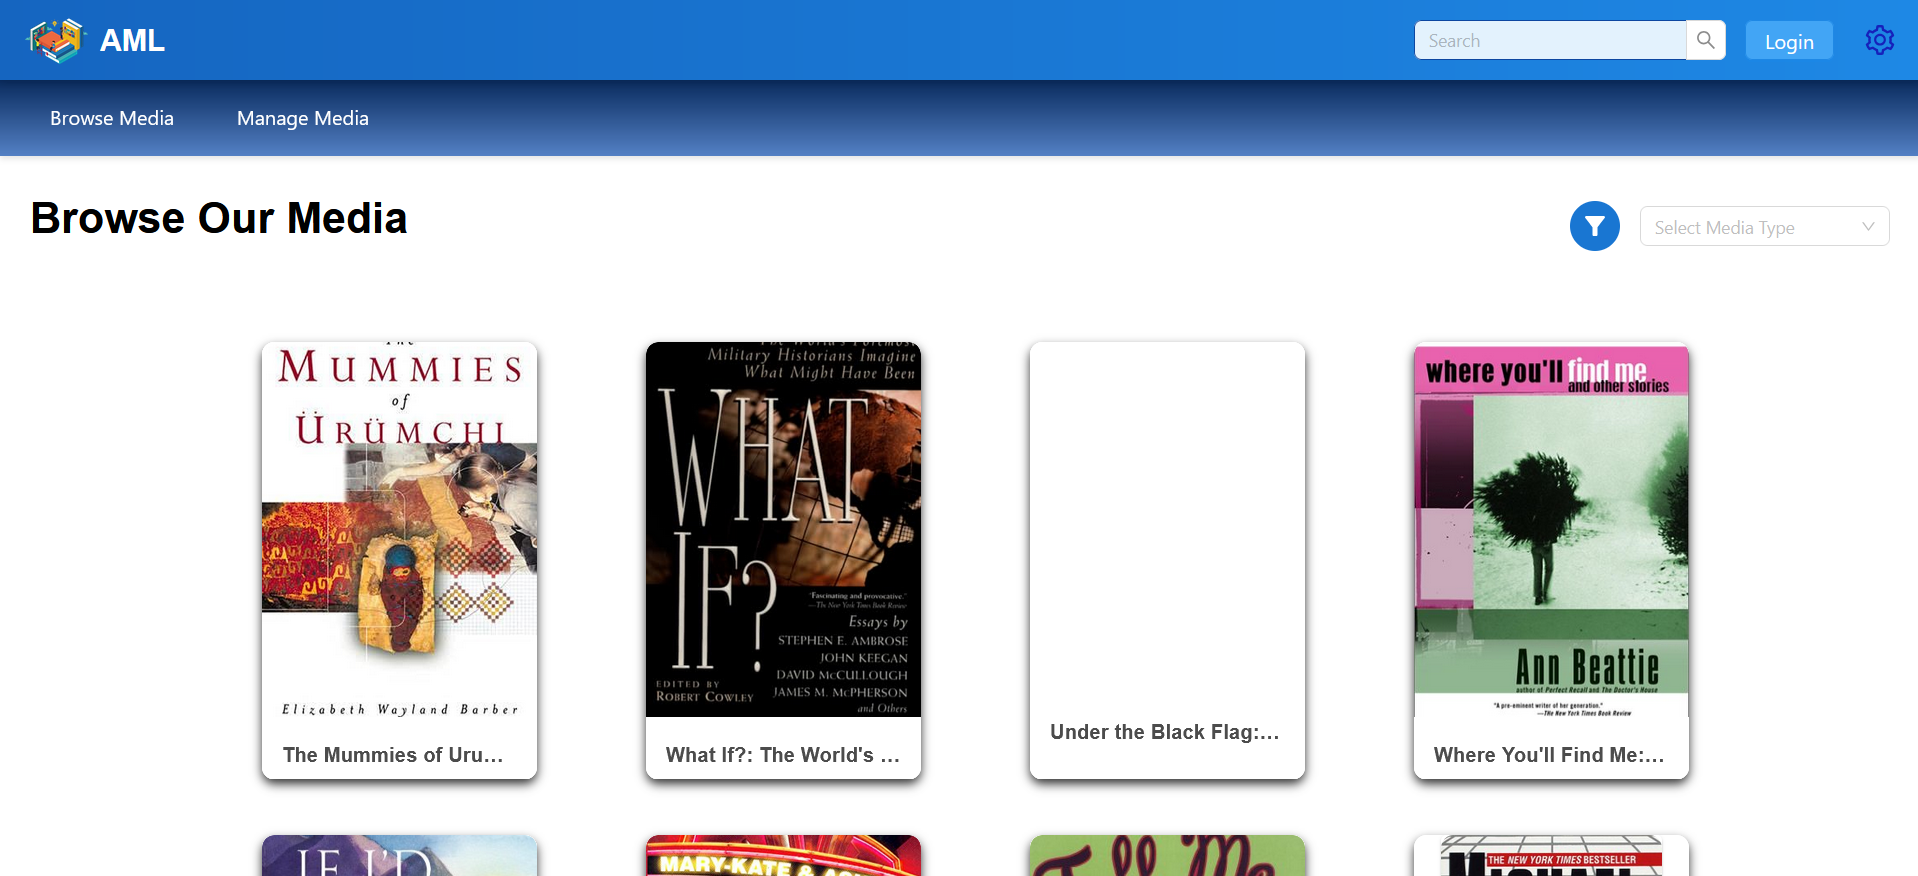 AML
Search
Login
Browse Media
Manage Media
Browse Our Media
Select Media Type
The
MUMMIES
of
ÜRÜMCHI
Elizabeth Wayland Barber
The Mummies of Uru...
The World's Foremost
Military Historians Imagine
What Might Have Been
WHAT
IF?
"Fascinating and provocative."
—The New York Times Book Review
Essays by
STEPHEN E. AMBROSE
JOHN KEEGAN
DAVID McCULLOUGH
JAMES M. McPHERSON
and Others
EDITED BY
ROBERT COWLEY
What If?: The World's ...
Under the Black Flag:...
where you'll find me
and other stories
Ann Beattie
author of Perfect Recall and The Doctor's House
"A pre-eminent writer of her generation."
—The New York Times Book Review
Where You'll Find Me:...
IF I'D
MARY-KATE & ASH
Tell Me
THE NEW YORK TIMES BESTSELLER
MICHAEL